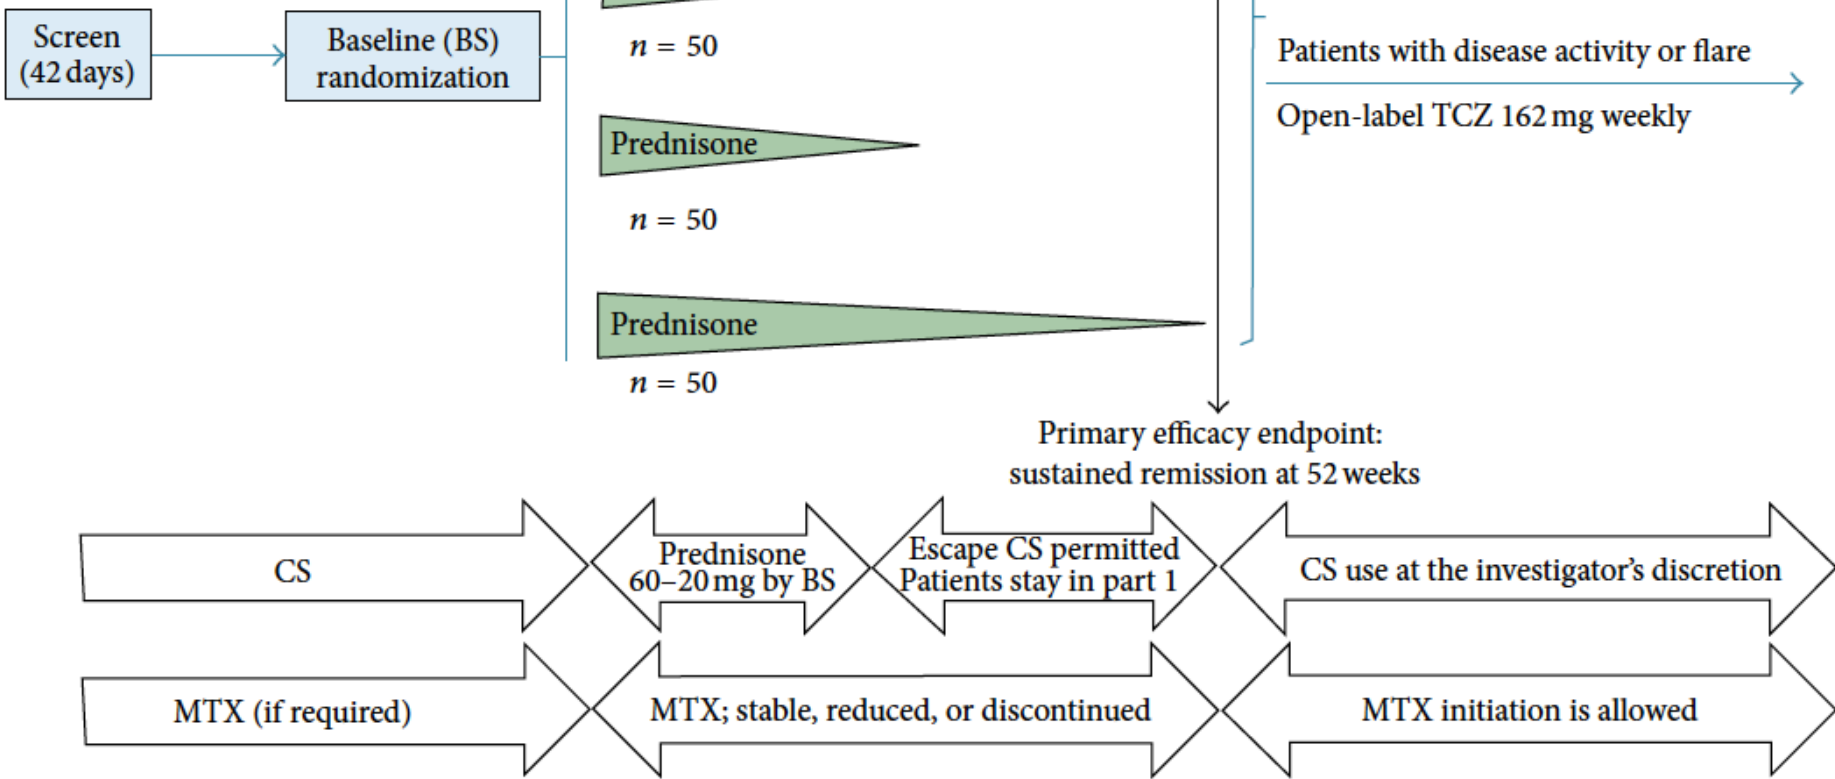 Screen
(42 days)
Baseline (BS)
randomization
n = 50
Prednisone
n = 50
Prednisone
n = 50
Patients with disease activity or flare
Open-label TCZ 162 mg weekly
Primary efficacy endpoint:
sustained remission at 52 weeks
CS
Prednisone
60–20 mg by BS
Escape CS permitted
Patients stay in part 1
CS use at the investigator’s discretion
MTX (if required)
MTX; stable, reduced, or discontinued
MTX initiation is allowed